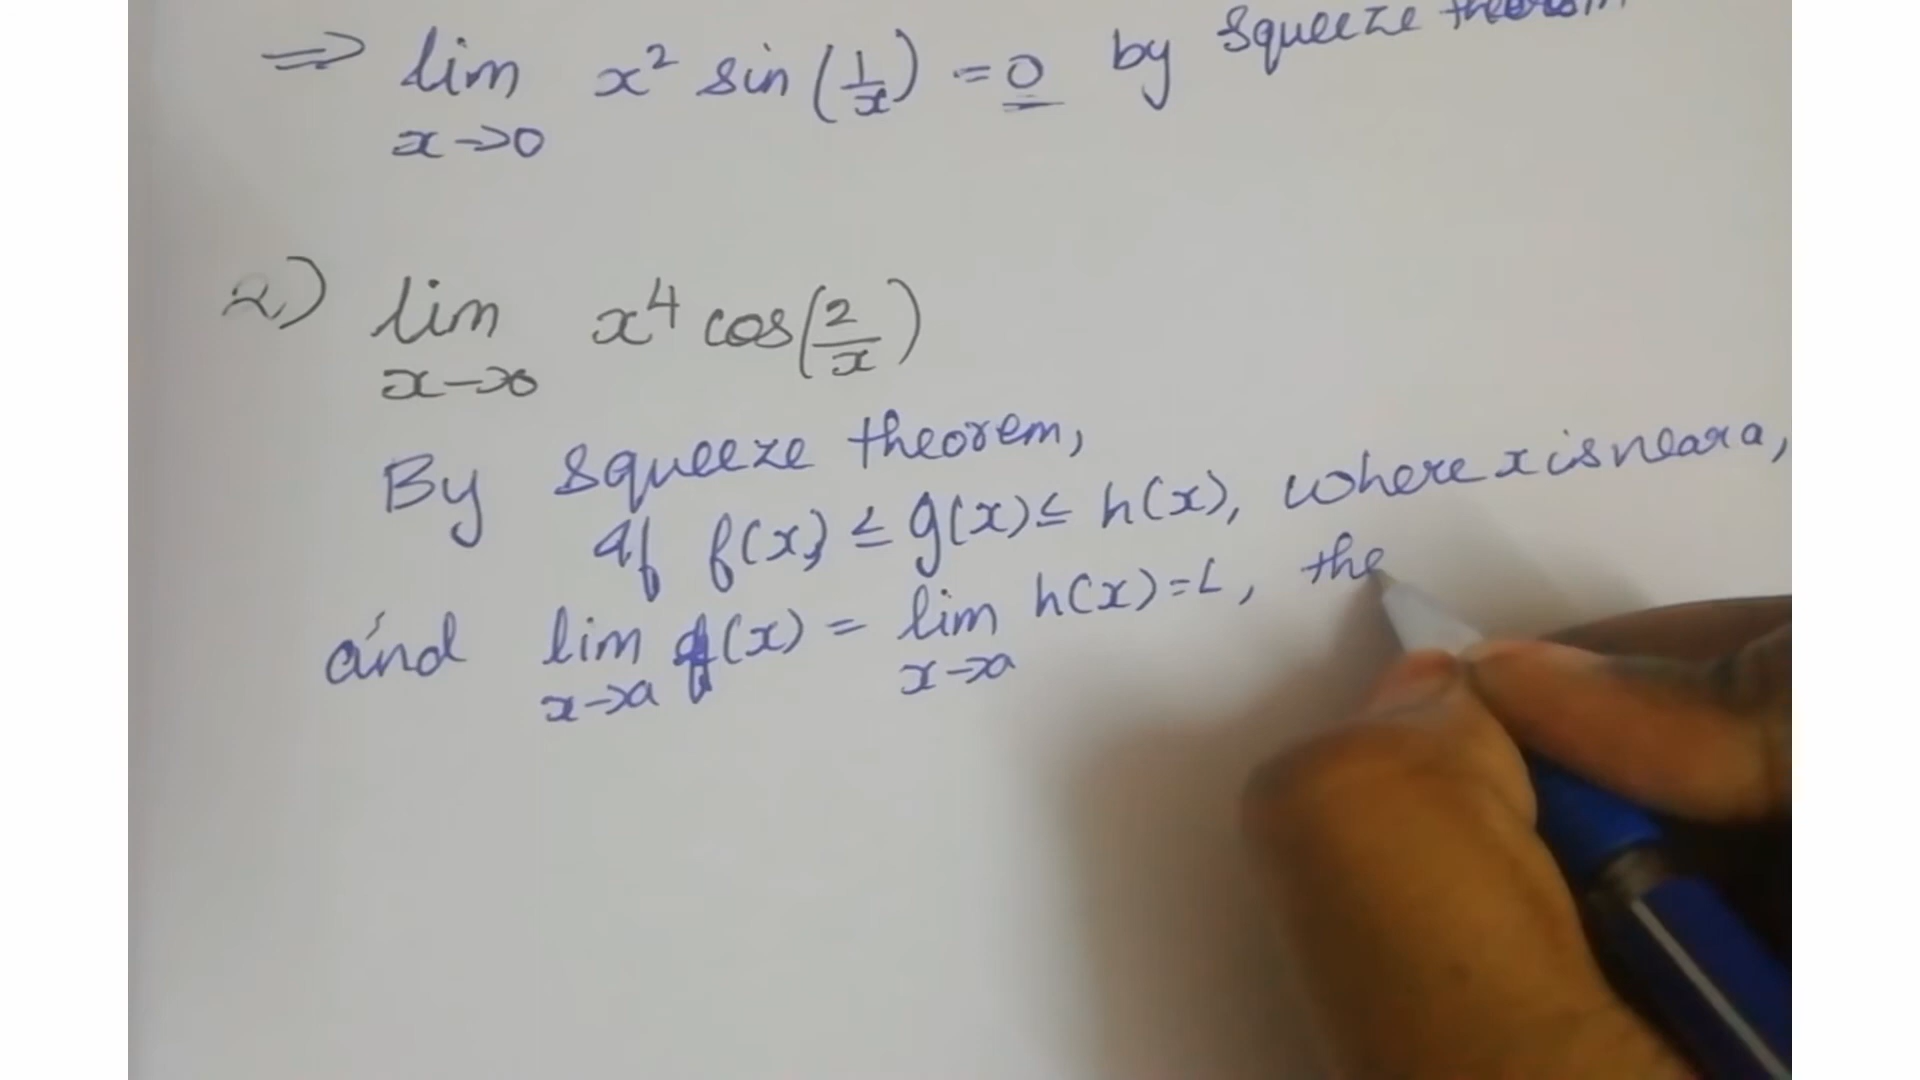 ⇒ lim x² sin(1/x) = 0 by squeeze theorem
x→0
2) lim x⁴ cos(2/x)
x→0
By squeeze theorem,
If f(x) ≤ g(x) ≤ h(x), where x is near a,
and lim f(x) = lim h(x) = L, the
x→a x→a